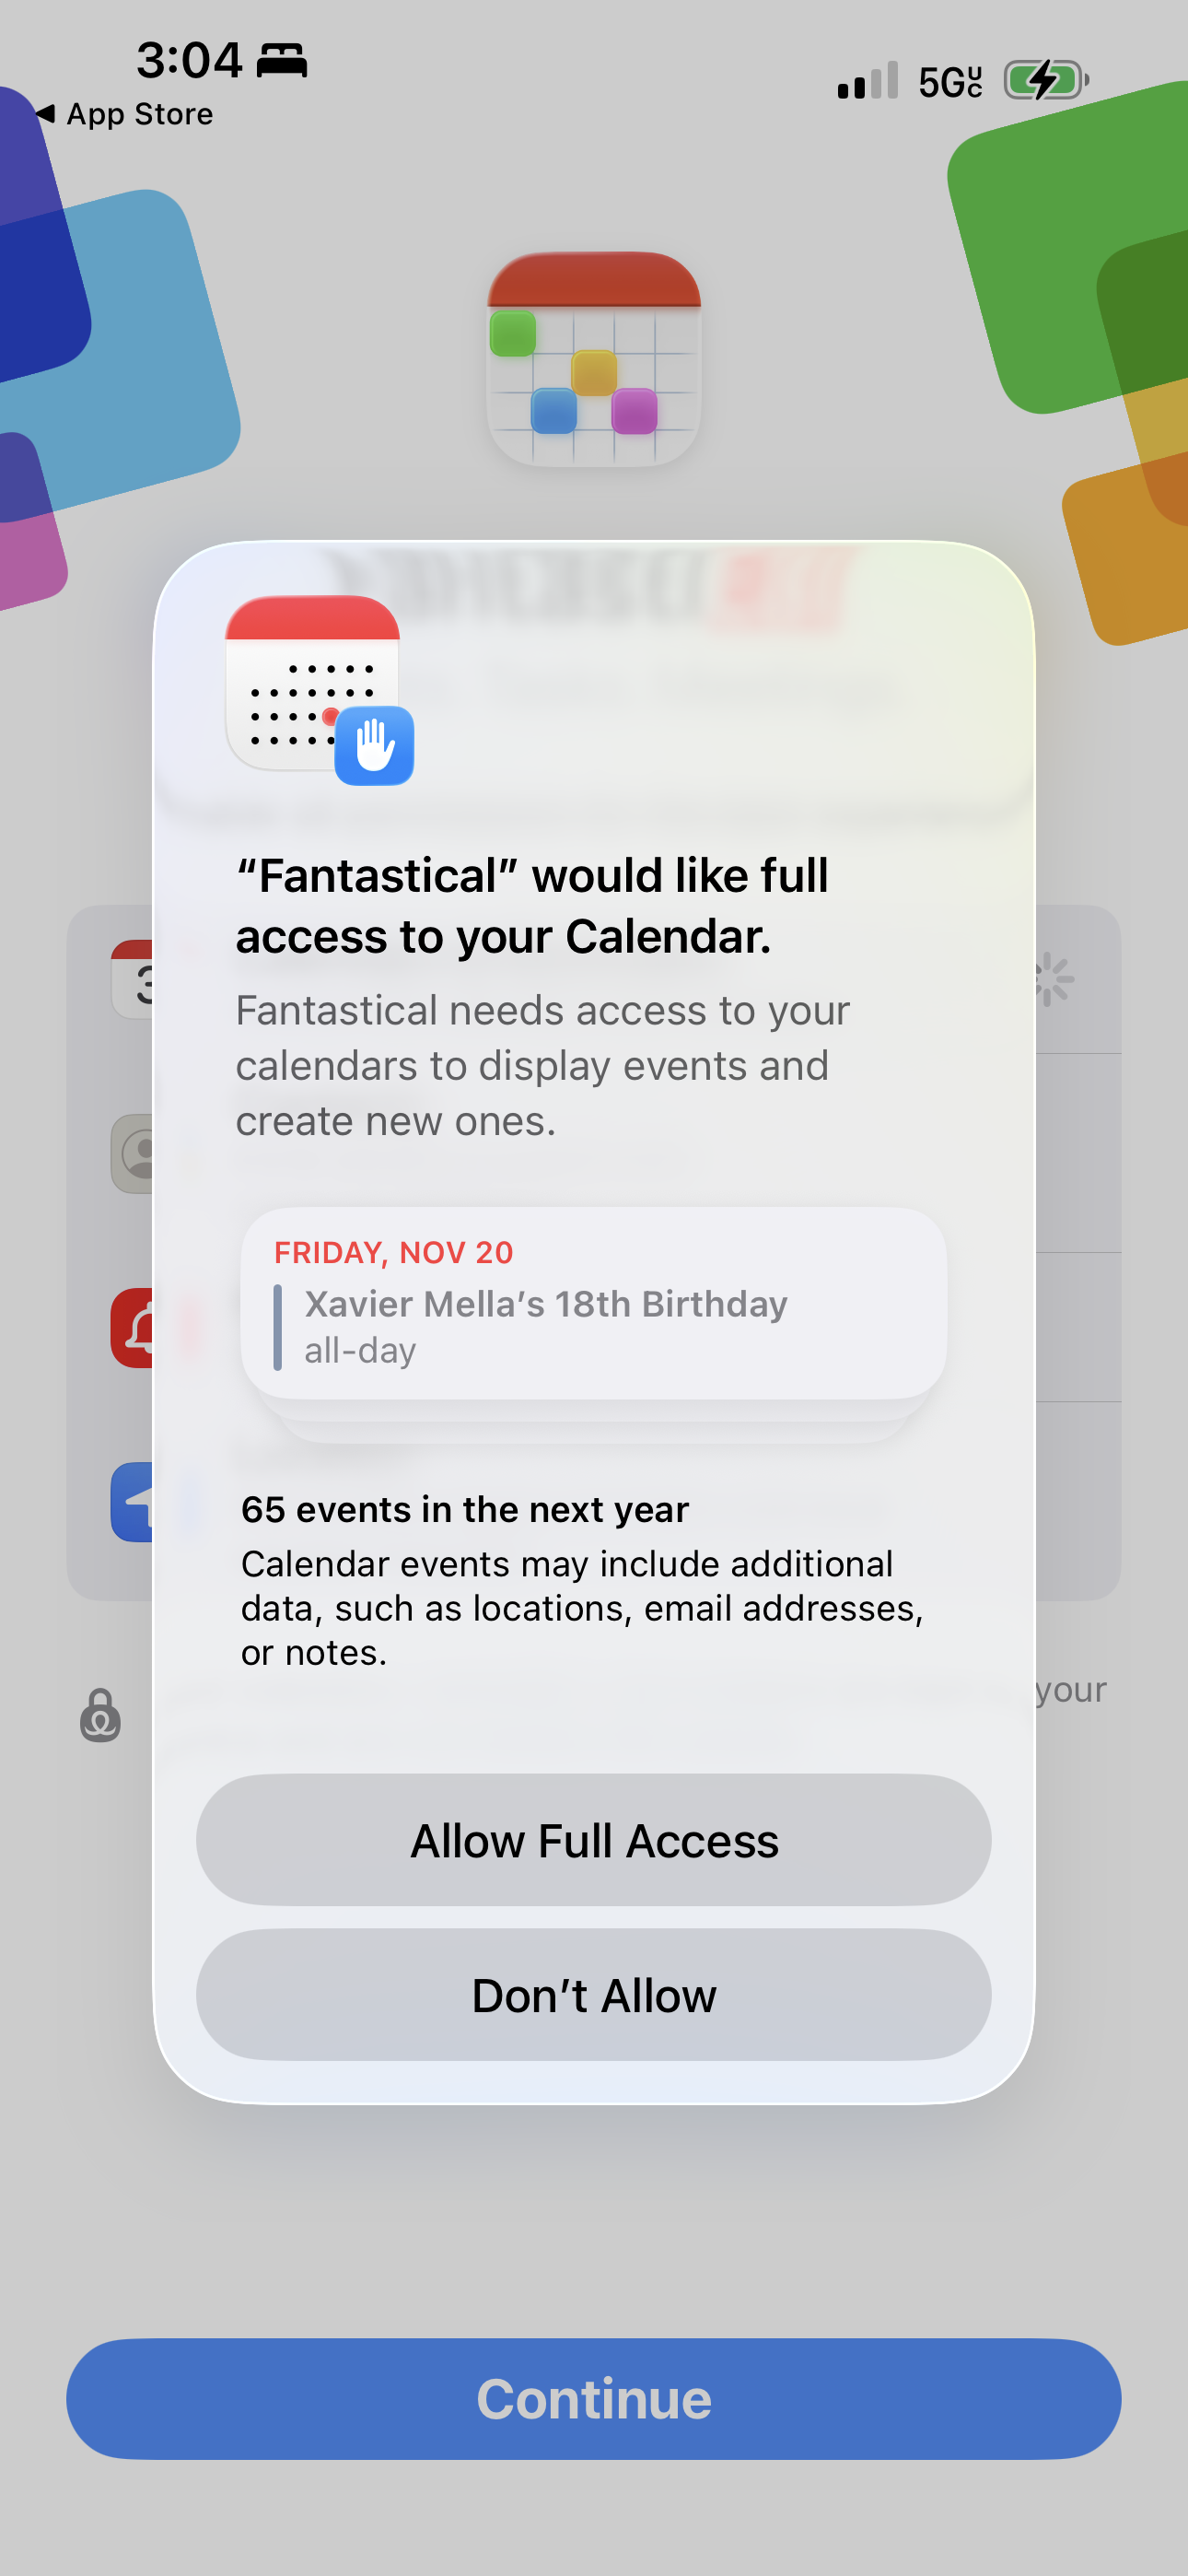 3:04
5GUC
App Store
“Fantastical” would like full
access to your Calendar.
Fantastical needs access to your
calendars to display events and
create new ones.
FRIDAY, NOV 20
Xavier Mella’s 18th Birthday
all-day
65 events in the next year
Calendar events may include additional
data, such as locations, email addresses,
or notes.
your
Allow Full Access
Don’t Allow
Continue